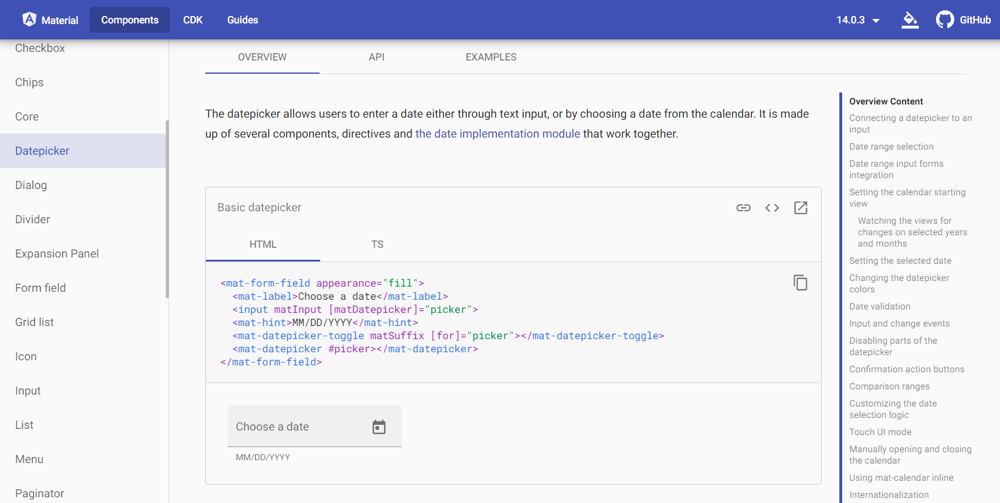 Material
Components
CDK
Guides
14.0.3
GitHub
Checkbox
Chips
Core
Datepicker
Dialog
Divider
Expansion Panel
Form field
Grid list
Icon
Input
List
Menu
Paginator
OVERVIEW
API
EXAMPLES
The datepicker allows users to enter a date either through text input, or by choosing a date from the calendar. It is made
up of several components, directives and the date implementation module that work together.
Basic datepicker
HTML
TS
<mat-form-field appearance="fill">
  <mat-label>Choose a date</mat-label>
  <input matInput [matDatepicker]="picker">
  <mat-hint>MM/DD/YYYY</mat-hint>
  <mat-datepicker-toggle matSuffix [for]="picker"></mat-datepicker-toggle>
  <mat-datepicker #picker></mat-datepicker>
</mat-form-field>
Choose a date
MM/DD/YYYY
Overview Content
Connecting a datepicker to an
input
Date range selection
Date range input forms
integration
Setting the calendar starting
view
Watching the views for
changes on selected years
and months
Setting the selected date
Changing the datepicker
colors
Date validation
Input and change events
Disabling parts of the
datepicker
Confirmation action buttons
Comparison ranges
Customizing the date
selection logic
Touch UI mode
Manually opening and closing
the calendar
Using mat-calendar inline
Internationalization